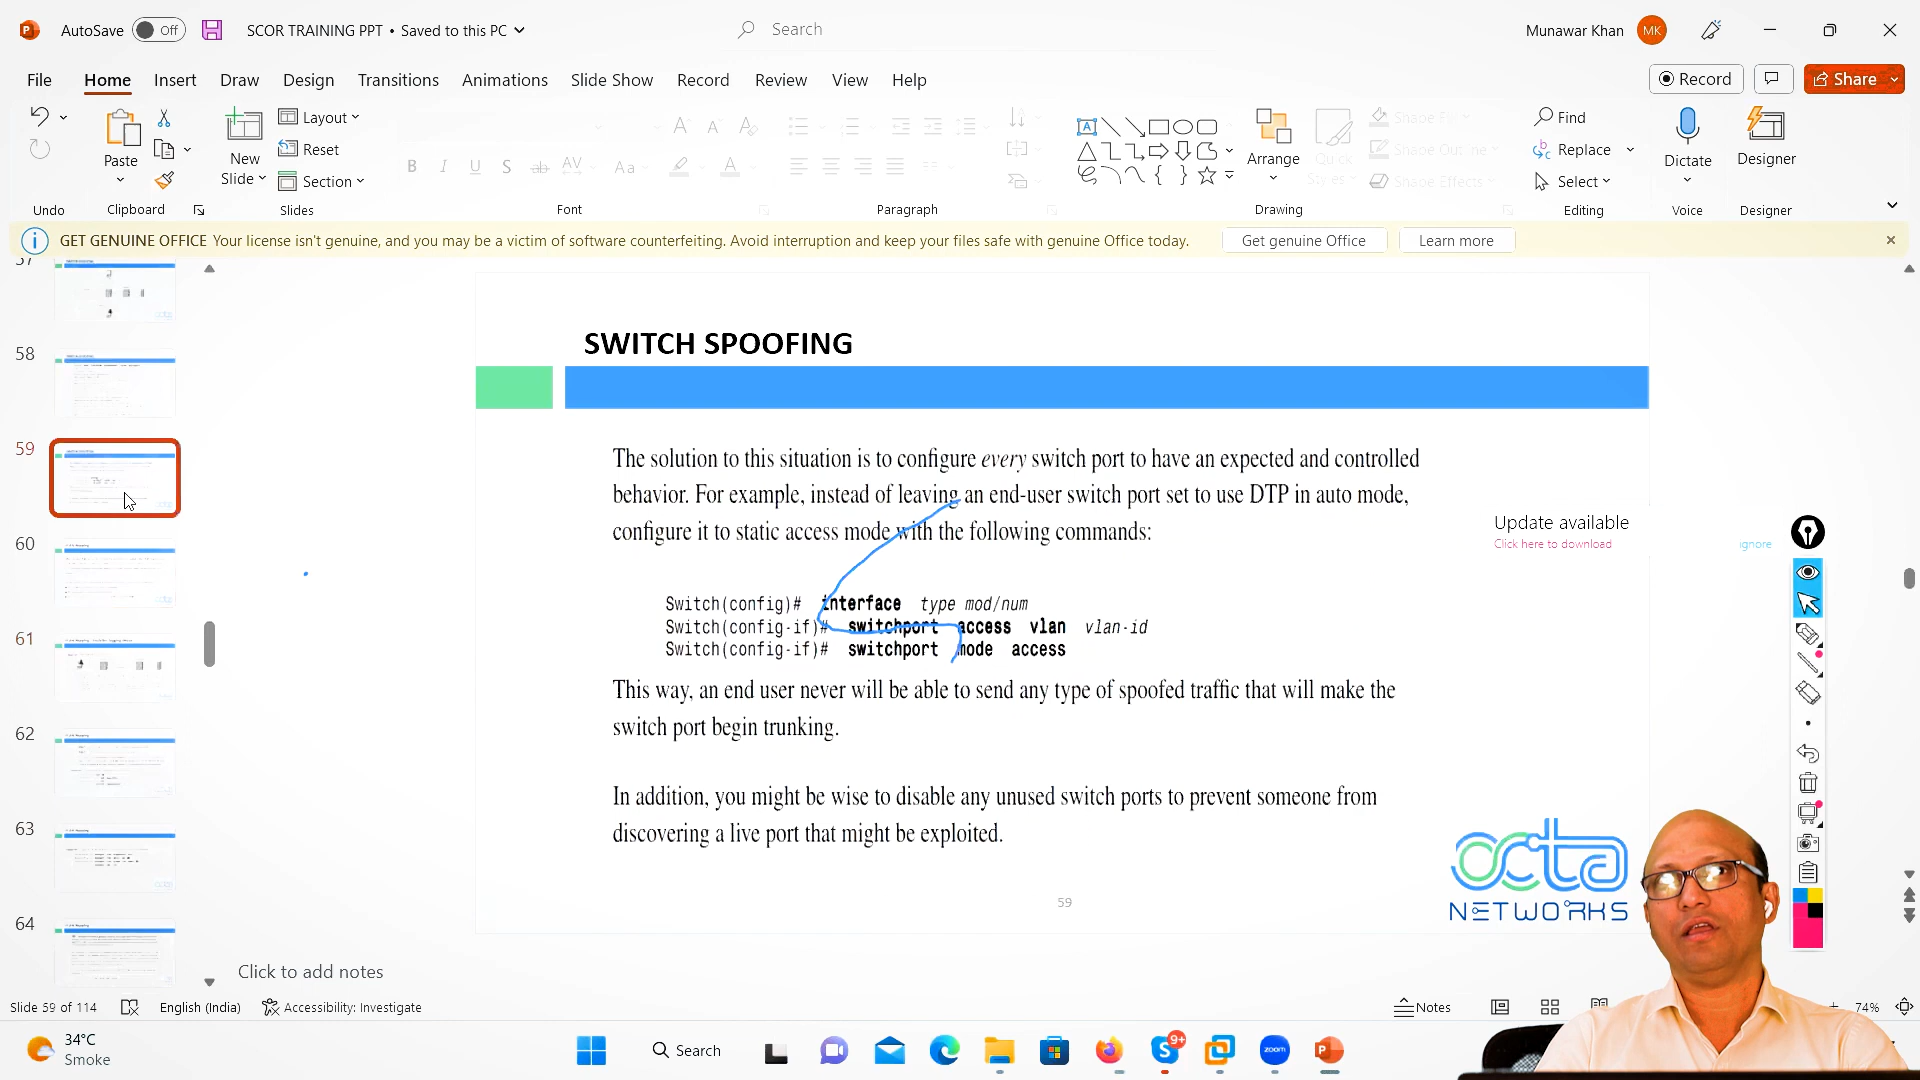 AutoSave Off SCOR TRAINING PPT • Saved to this PC Search Munawar Khan MK
File Home Insert Draw Design Transitions Animations Slide Show Record Review View Help Record Share
Paste New Slide Layout Reset Section
Arrange Quick Styles Shape Fill Shape Outline Shape Effects
Find Replace Select Dictate Designer
Undo Clipboard Slides Font Paragraph Drawing Editing Voice Designer
GET GENUINE OFFICE Your license isn't genuine, and you may be a victim of software counterfeiting. Avoid interruption and keep your files safe with genuine Office today. Get genuine Office Learn more
57
58
59
60
61
62
63
64
SWITCH SPOOFING
The solution to this situation is to configure every switch port to have an expected and controlled
behavior. For example, instead of leaving an end-user switch port set to use DTP in auto mode,
configure it to static access mode with the following commands:
Switch(config)# interface type mod/num
Switch(config-if)# switchport access vlan vlan-id
Switch(config-if)# switchport mode access
This way, an end user never will be able to send any type of spoofed traffic that will make the
switch port begin trunking.
In addition, you might be wise to disable any unused switch ports to prevent someone from
discovering a live port that might be exploited.
59
octa
NETWORKS
Update available
Click here to download
ignore
Click to add notes
Slide 59 of 114 English (India) Accessibility: Investigate Notes 74%
34°C
Smoke
Search
9+
zoom